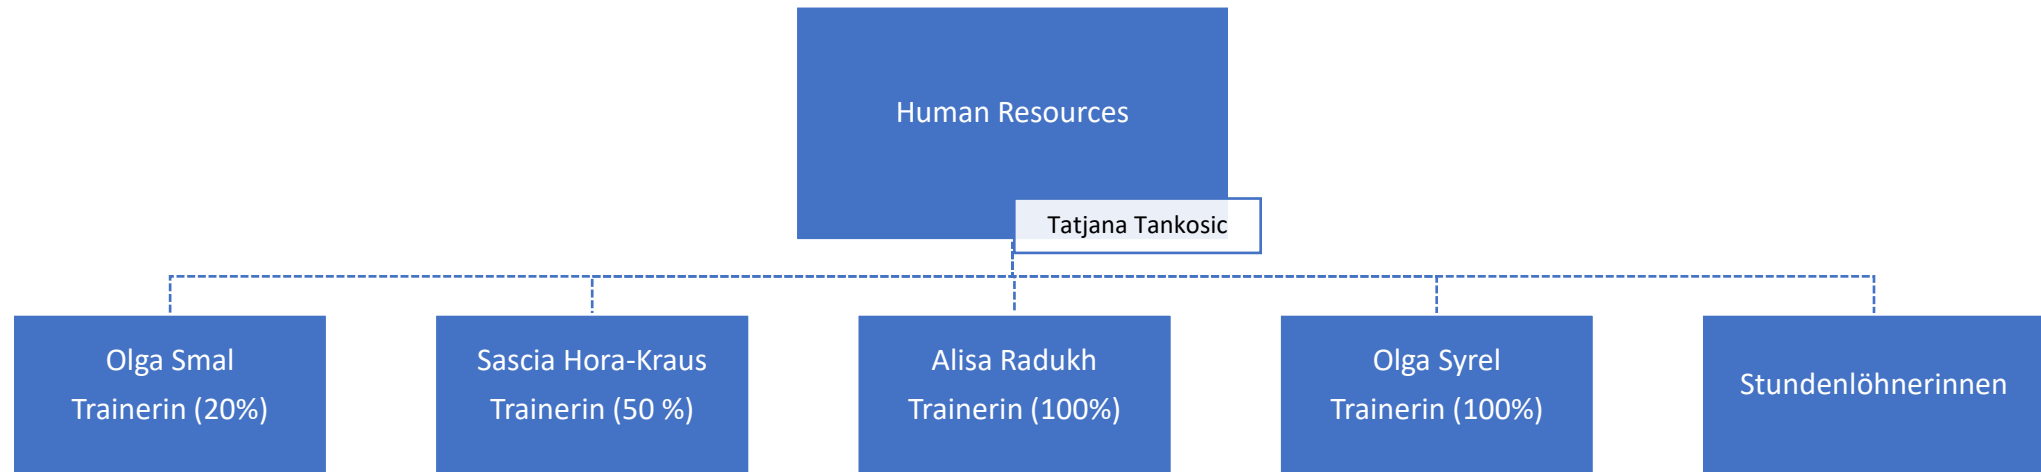 Human Resources
Tatjana Tankosic
Olga Smal
Trainerin (20%)
Sascia Hora-Kraus
Trainerin (50 %)
Alisa Radukh
Trainerin (100%)
Olga Syrel
Trainerin (100%)
Stundenlöhnerinnen